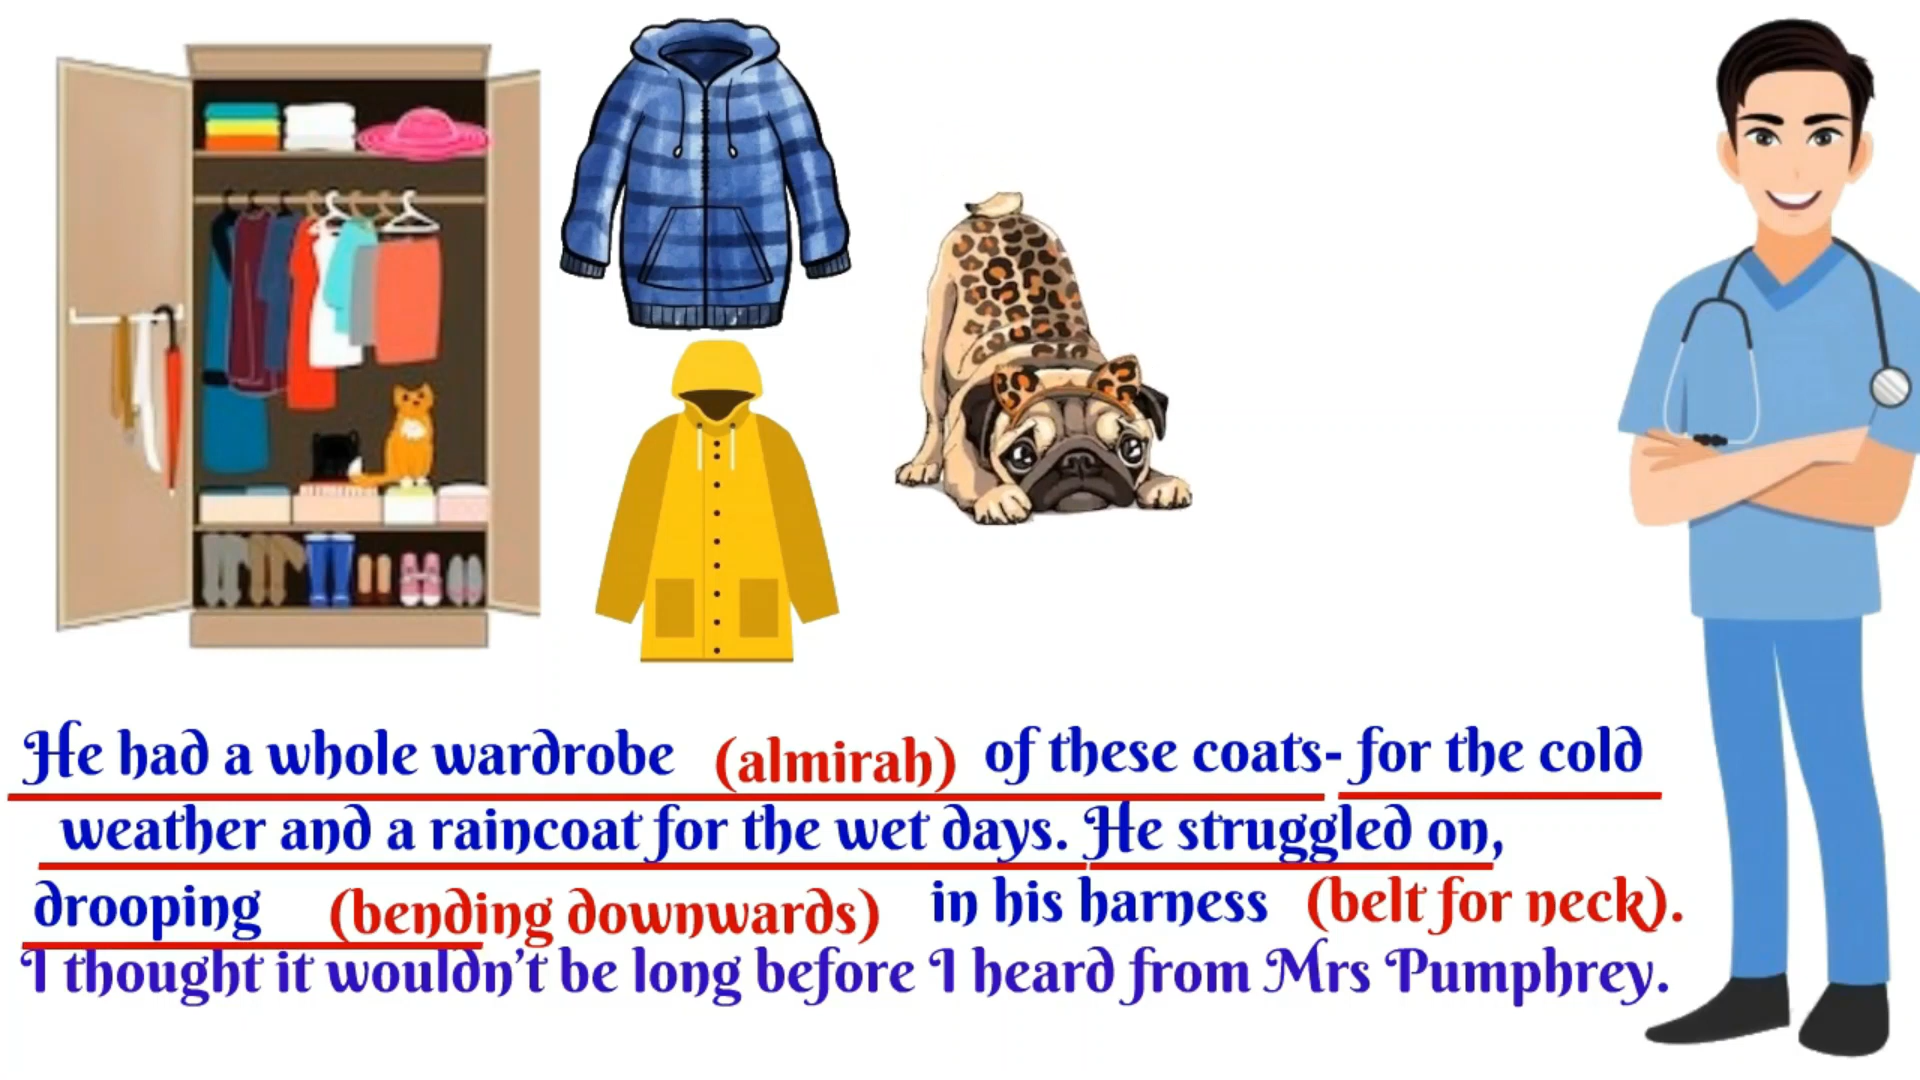 He had a whole wardrobe (almirah) of these coats- for the cold
weather and a raincoat for the wet days. He struggled on,
drooping (bending downwards) in his harness (belt for neck).
I thought it wouldn't be long before I heard from Mrs Pumphrey.